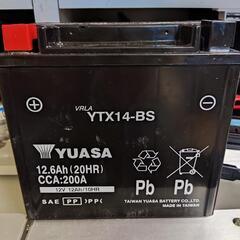 VRLA
YTX14-BS
YUASA
12.6Ah(20HR)
CCA:200A
12V 12Ah/10HR
SAE PP PP
Pb Pb
TAIWAN YUASA BATTERY CO., LTD.
MADE IN TAIWAN